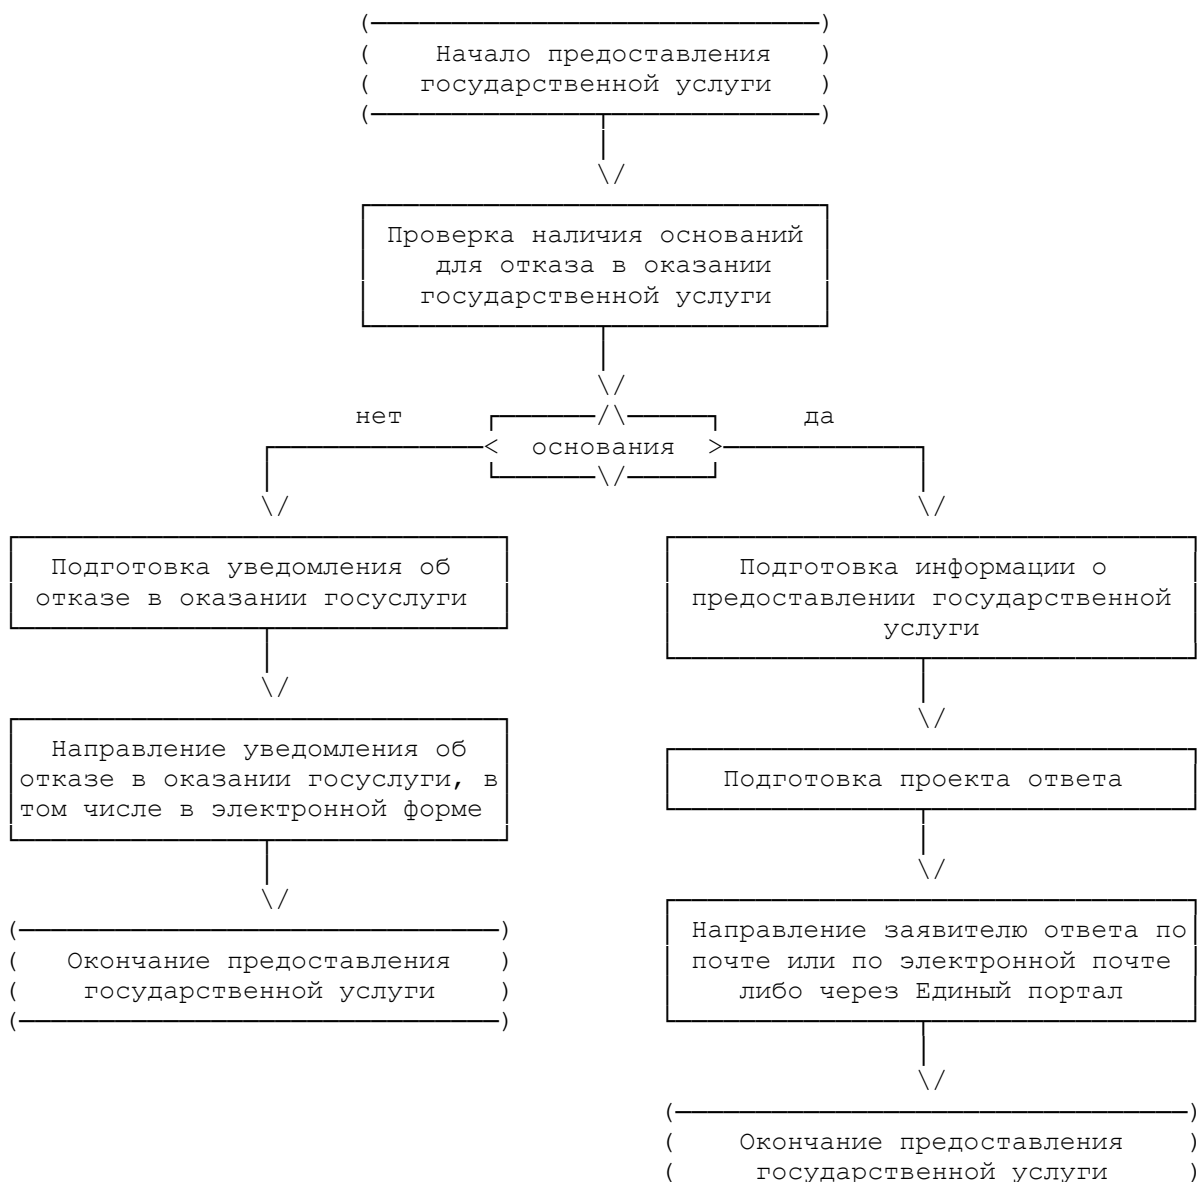 Начало предоставления
государственной услуги
Проверка наличия оснований
для отказа в оказании
государственной услуги
нет
основания
да
Подготовка уведомления об
отказе в оказании госуслуги
Направление уведомления об
отказе в оказании госуслуги, в
том числе в электронной форме
Окончание предоставления
государственной услуги
Подготовка информации о
предоставлении государственной
услуги
Подготовка проекта ответа
Направление заявителю ответа по
почте или по электронной почте
либо через Единый портал
Окончание предоставления
государственной услуги